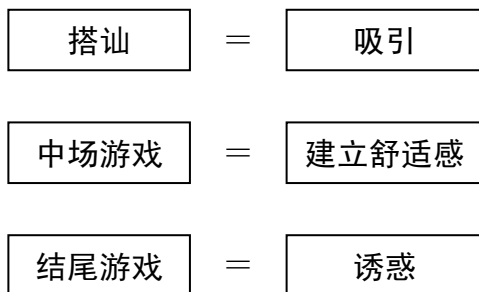 搭讪 = 吸引
中场游戏 = 建立舒适感
结尾游戏 = 诱惑